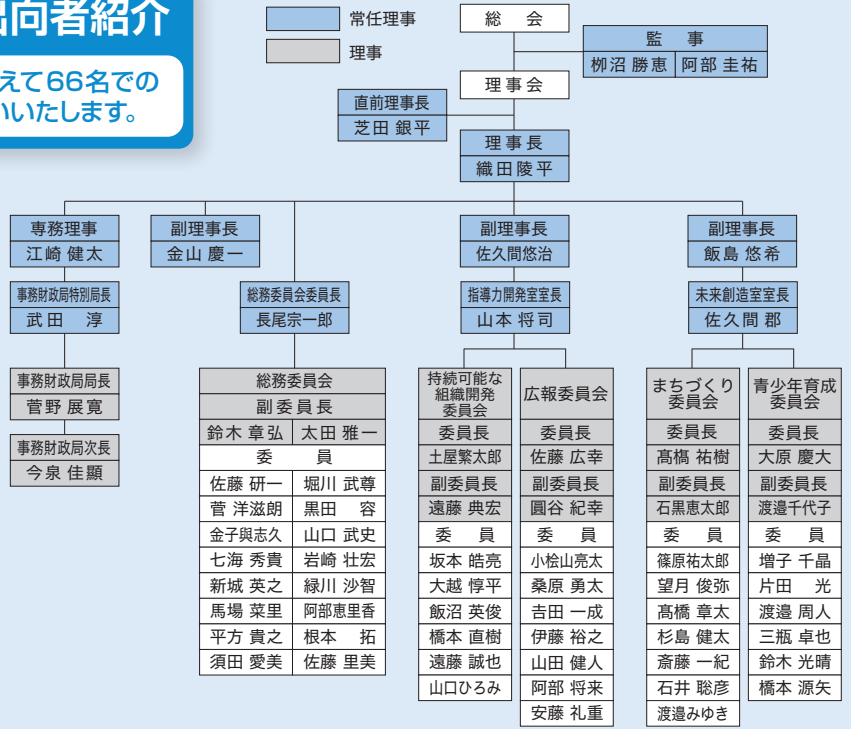 出向者紹介
えて66名での
いいたします。
常任理事
理事
総会
監事
栁沼 勝恵 阿部 圭祐
理事会
直前理事長
芝田 銀平
理事長
織田 陵平
専務理事
江崎 健太
副理事長
金山 慶一
副理事長
佐久間悠治
副理事長
飯島 悠希
事務財政局特別局長
武田 淳
総務委員会委員長
長尾宗一郎
指導力開発室室長
山本 将司
未来創造室室長
佐久間 郡
事務財政局局長
菅野 展寛
事務財政局次長
今泉 佳顯
総務委員会
副委員長
鈴木 章弘 太田 雅一
委員
佐藤 研一 堀川 武尊
菅 洋滋朗 黒田 容
金子與志久 山口 武史
七海 秀貴 岩崎 壮宏
新城 英之 緑川 沙智
馬場 菜里 阿部恵里香
平方 貴之 根本 拓
須田 愛美 佐藤 里美
持続可能な
組織開発
委員会
委員長
土屋繁太郎
副委員長
遠藤 典宏
委員
坂本 皓亮
大越 惇平
飯沼 英俊
橋本 直樹
遠藤 誠也
山口ひろみ
広報委員会
委員長
佐藤 広幸
副委員長
圓谷 紀幸
委員
小桧山亮太
桑原 勇太
𠮷田 一成
伊藤 裕之
山田 健人
阿部 将来
安藤 礼重
まちづくり
委員会
委員長
髙槗 祐樹
副委員長
石黒恵太郎
委員
篠原祐太郎
望月 俊弥
髙橋 章太
杉島 健太
斎藤 一紀
石井 聡彦
渡邉みゆき
青少年育成
委員会
委員長
大原 慶大
副委員長
渡邉千代子
委員
増子 千晶
片田 光
渡邉 周人
三瓶 卓也
鈴木 光晴
橋本 源矢